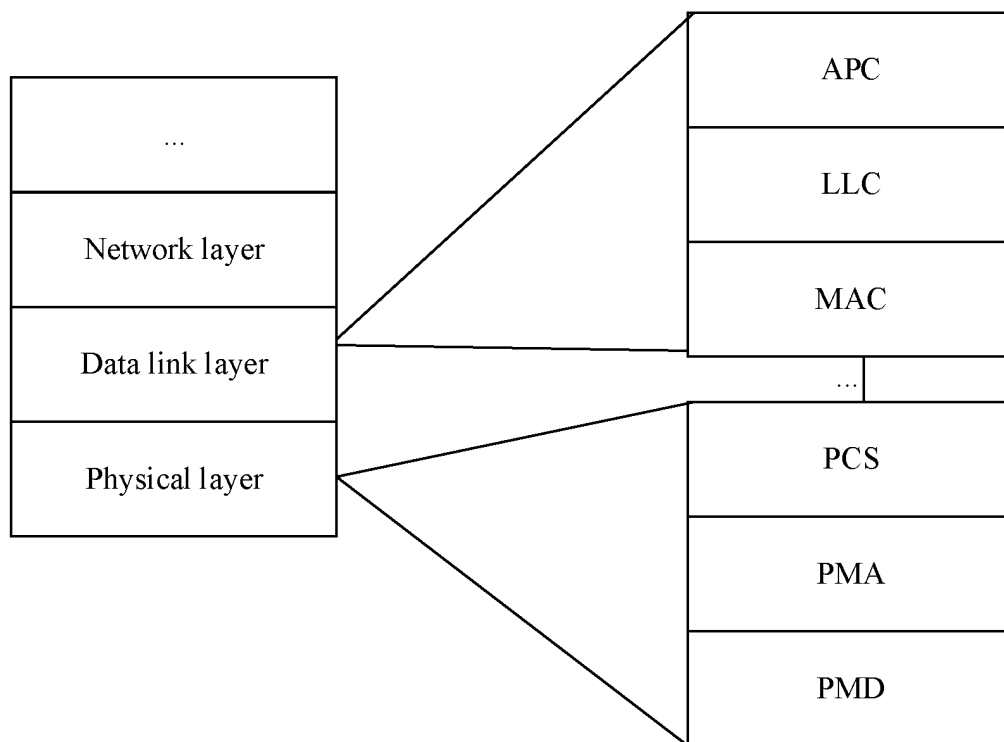 ...
Network layer
Data link layer
Physical layer
APC
LLC
MAC
...
PCS
PMA
PMD